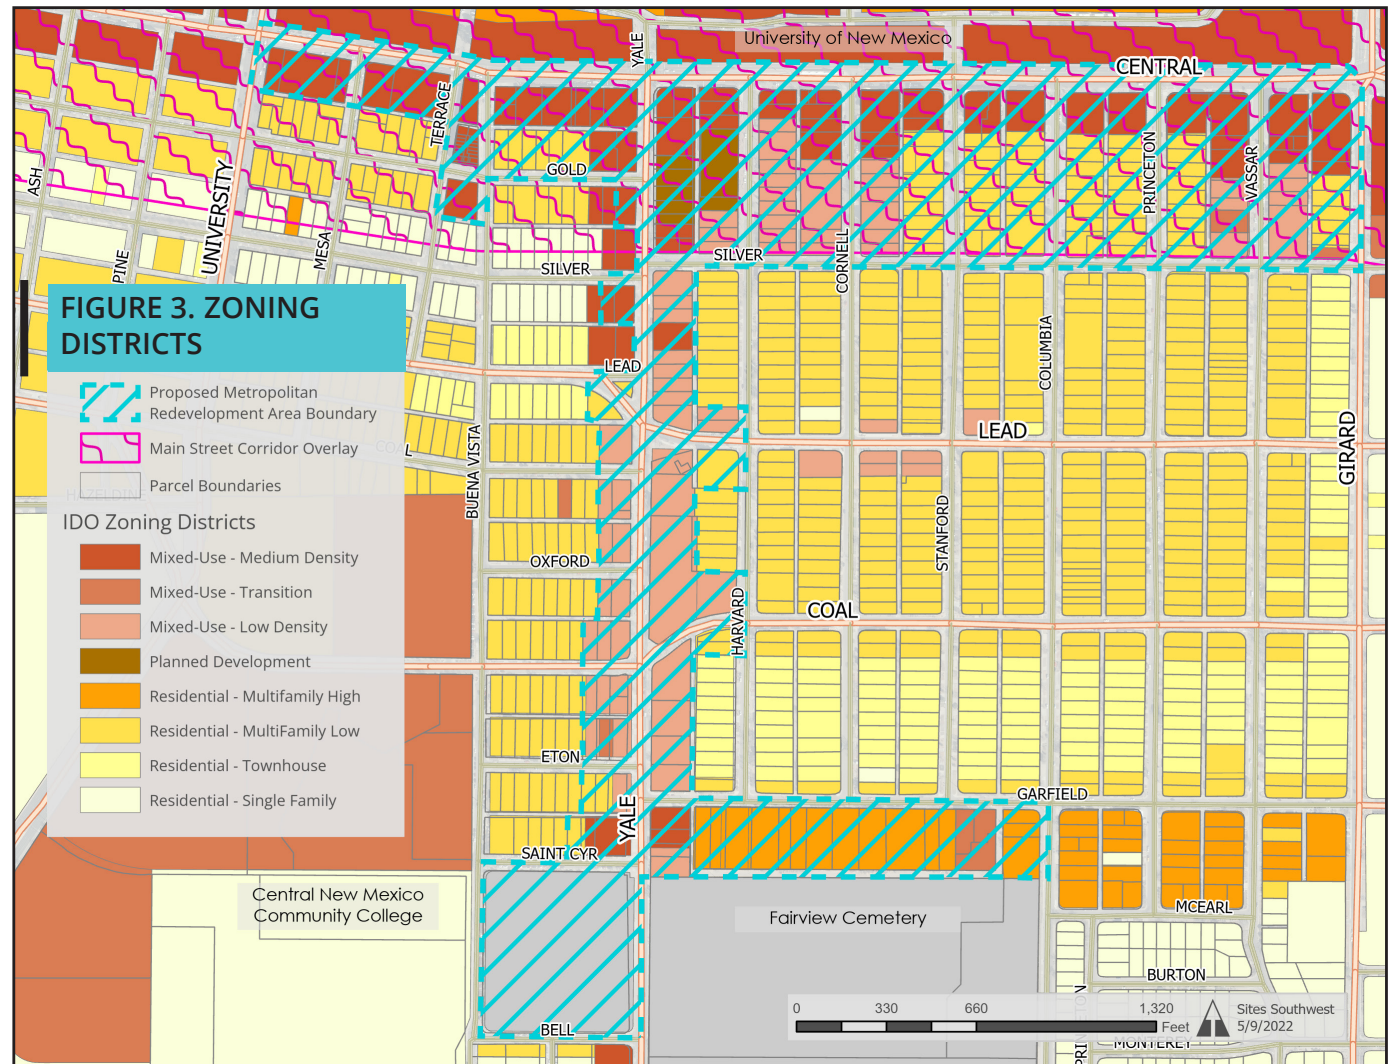 University of New Mexico
YALE
CENTRAL
TERRACE
PRINCETON
VASSAR
GOLD
ASH
UNIVERSITY
MESA
PINE
SILVER
SILVER
CORNELL
FIGURE 3. ZONING
DISTRICTS
Proposed Metropolitan
Redevelopment Area Boundary
Main Street Corridor Overlay
Parcel Boundaries
IDO Zoning Districts
Mixed-Use - Medium Density
Mixed-Use - Transition
Mixed-Use - Low Density
Planned Development
Residential - Multifamily High
Residential - MultiFamily Low
Residential - Townhouse
Residential - Single Family
COAL
HAZELDINE
LEAD
COLUMBIA
LEAD
GIRARD
BUENA VISTA
STANFORD
OXFORD
COAL
HARVARD
ETON
YALE
GARFIELD
SAINT CYR
Central New Mexico
Community College
Fairview Cemetery
MCEARL
BURTON
BELL
MONTEREY
0 330 660 1,320
Feet
Sites Southwest
5/9/2022